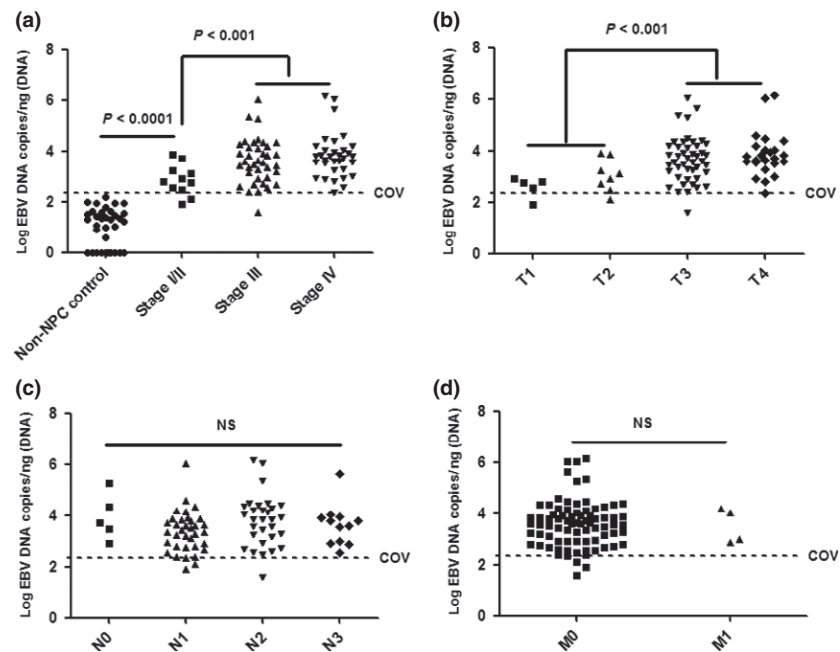 (a)
P < 0.001
P < 0.0001
Log EBV DNA copies/ng (DNA)
8
6
4
2
0
COV
Non-NPC control
Stage I/II
Stage III
Stage IV
(b)
P < 0.001
Log EBV DNA copies/ng (DNA)
8
6
4
2
0
COV
T1
T2
T3
T4
(c)
NS
Log EBV DNA copies/ng (DNA)
8
6
4
2
0
COV
N0
N1
N2
N3
(d)
NS
Log EBV DNA copies/ng (DNA)
8
6
4
2
0
COV
M0
M1